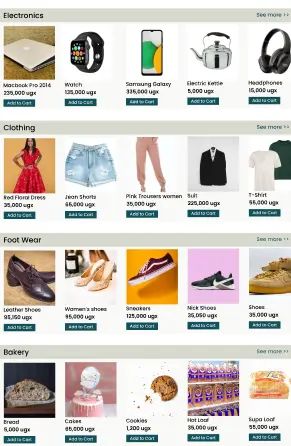 Electronics
See more >>
Macbook Pro 2014
Watch
Samsung Galaxy
Electric Kettle
Headphones
235,000 ugx
135,000 ugx
335,000 ugx
5,000 ugx
15,000 ugx
Add to Cart
Add to Cart
Add to Cart
Add to Cart
Add to Cart
Clothing
See more >>
Red Floral Dress
Jean Shorts
Pink Trousers women
Suit
T-Shirt
35,000 ugx
65,000 ugx
35,000 ugx
225,000 ugx
55,000 ugx
Add to Cart
Add to Cart
Add to Cart
Add to Cart
Add to Cart
Foot Wear
See more >>
Leather Shoes
Women's shoes
Sneakers
Nick Shoes
Shoes
95,150 ugx
95,000 ugx
125,000 ugx
35,050 ugx
35,000 ugx
Add to Cart
Add to Cart
Add to Cart
Add to Cart
Add to Cart
Bakery
See more >>
Bread
Cakes
Cookies
Hot Loaf
Supa Loaf
5,000 ugx
65,000 ugx
1,300 ugx
35,000 ugx
55,000 ugx
Add to Cart
Add to Cart
Add to Cart
Add to Cart
Add to Cart